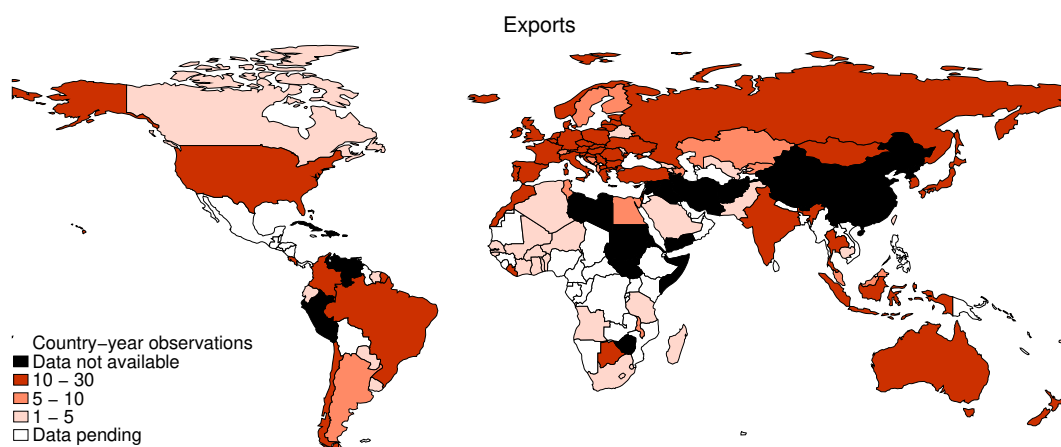 Exports
Country−year observations
Data not available
10 − 30
5 − 10
1 − 5
Data pending